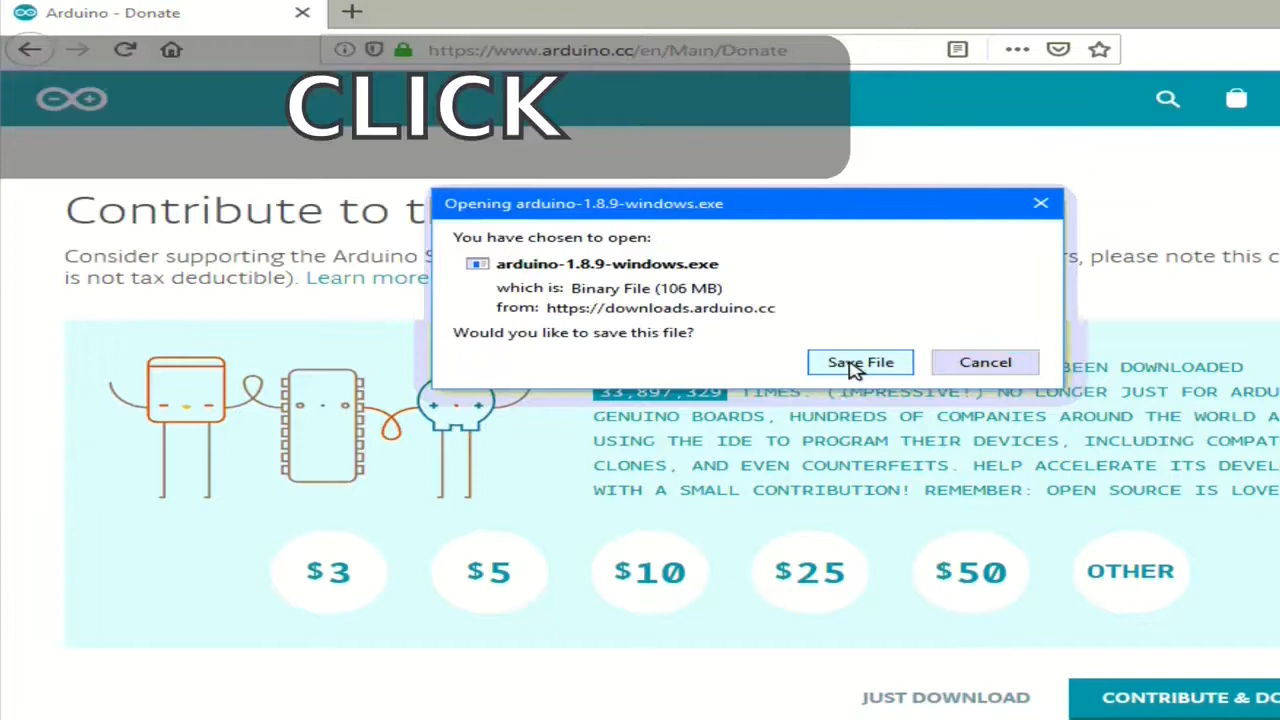 Arduino - Donate
https://www.arduino.cc/en/Main/Donate
CLICK
Contribute to t
Consider supporting the Arduino S
rs, please note this c
is not tax deductible). Learn more
Opening arduino-1.8.9-windows.exe
You have chosen to open:
arduino-1.8.9-windows.exe
which is: Binary File (106 MB)
from: https://downloads.arduino.cc
Would you like to save this file?
Save File
Cancel
BEEN DOWNLOADED
33,897,329 TIMES. (IMPRESSIVE!) NO LONGER JUST FOR ARDU
GENUINO BOARDS, HUNDREDS OF COMPANIES AROUND THE WORLD A
USING THE IDE TO PROGRAM THEIR DEVICES, INCLUDING COMPAT
CLONES, AND EVEN COUNTERFEITS. HELP ACCELERATE ITS DEVEL
WITH A SMALL CONTRIBUTION! REMEMBER: OPEN SOURCE IS LOVE
$3 $5 $10 $25 $50 OTHER
JUST DOWNLOAD
CONTRIBUTE & DO